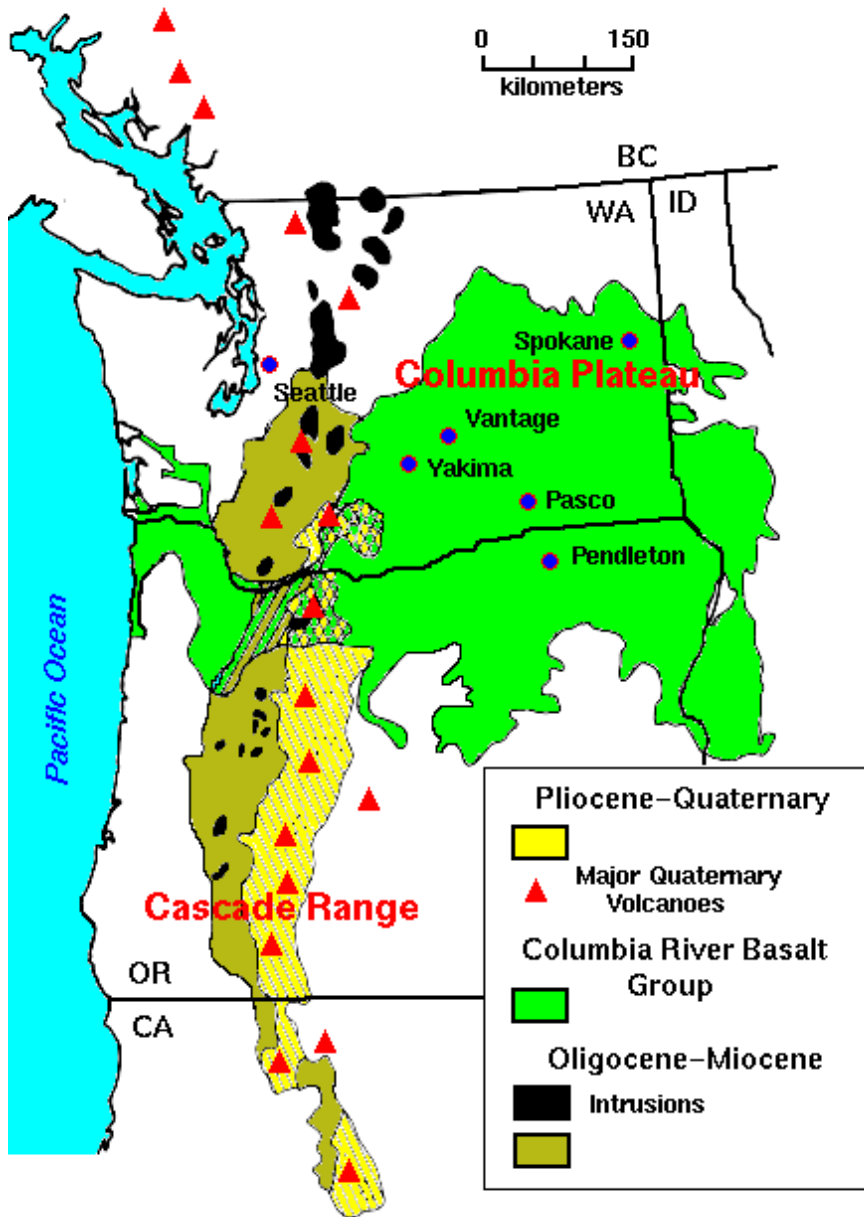 0 150
kilometers
BC
WA ID
Spokane
Columbia Plateau
Seattle
Vantage
Yakima
Pasco
Pendleton
Pacific Ocean
Cascade Range
OR
CA
Pliocene-Quaternary
Major Quaternary
Volcanoes
Columbia River Basalt
Group
Oligocene-Miocene
Intrusions